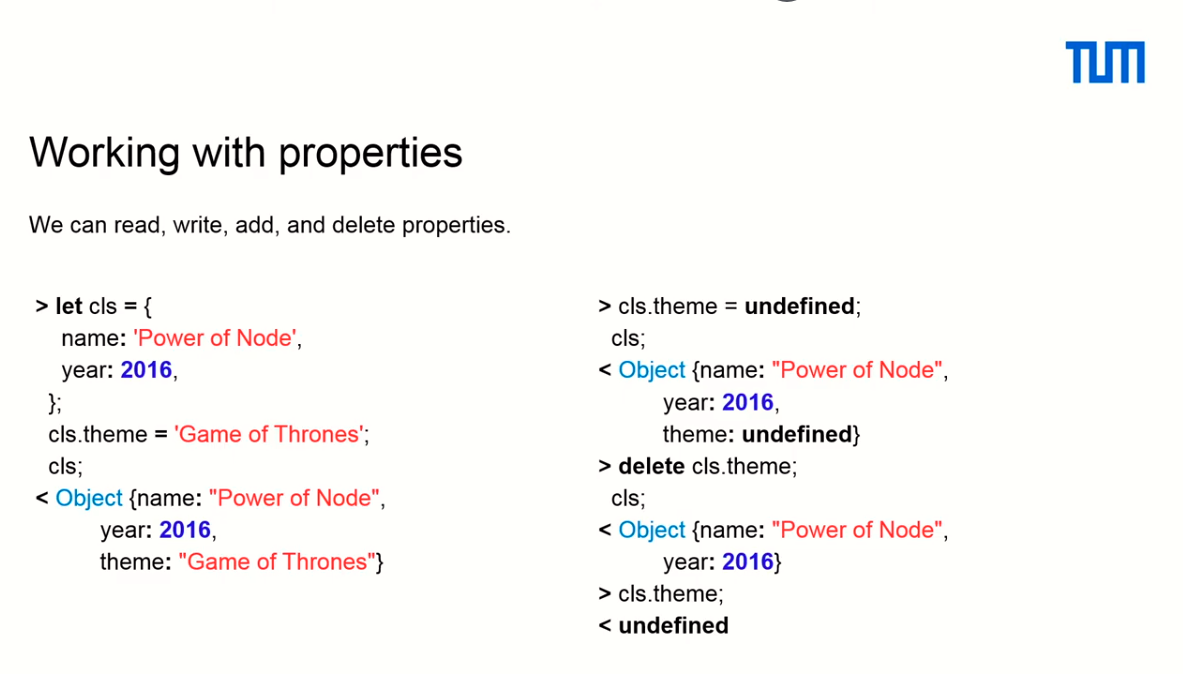 TUM
Working with properties
We can read, write, add, and delete properties.
> let cls = {
name: 'Power of Node',
year: 2016,
};
cls.theme = 'Game of Thrones';
cls;
< Object {name: "Power of Node",
year: 2016,
theme: "Game of Thrones"}
> cls.theme = undefined;
cls;
< Object {name: "Power of Node",
year: 2016,
theme: undefined}
> delete cls.theme;
cls;
< Object {name: "Power of Node",
year: 2016}
> cls.theme;
< undefined